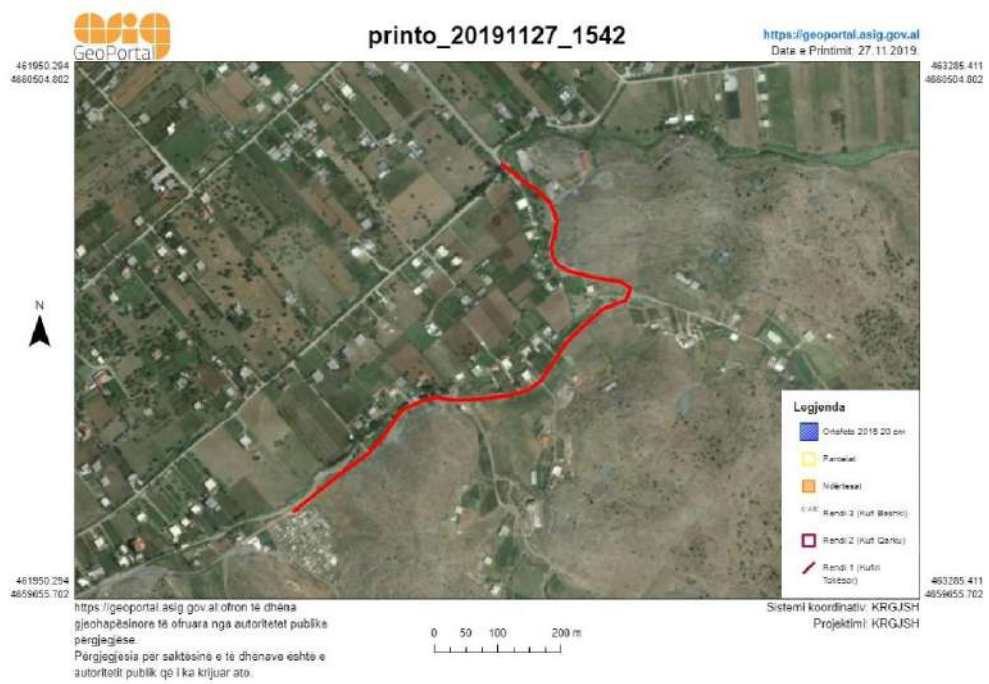 asig
GeoPortal
printo_20191127_1542
https://geoportal.asig.gov.al
Data e Printimit: 27.11.2019.
461950.294
4660504.802
463285.411
4660504.802
N
Legjenda
Ortofoto 2015 20 cm
Parcelat
Ndërtesat
Rendi 3 (Kufi Bashki)
Rendi 2 (Kufi Qarku)
Rendi 1 (Kufiri
Tokësor)
461950.294
4659655.702
463285.411
4659655.702
https://geoportal.asig.gov.al ofron të dhëna
gjeohapësinore të ofruara nga autoritetet publike
përgjegjëse.
Përgjegjësia për saktësinë e të dhënave është e
autoritetit publik që i ka krijuar ato.
0 50 100 200 m
Sistemi koordinativ: KRGJSH
Projektimi: KRGJSH